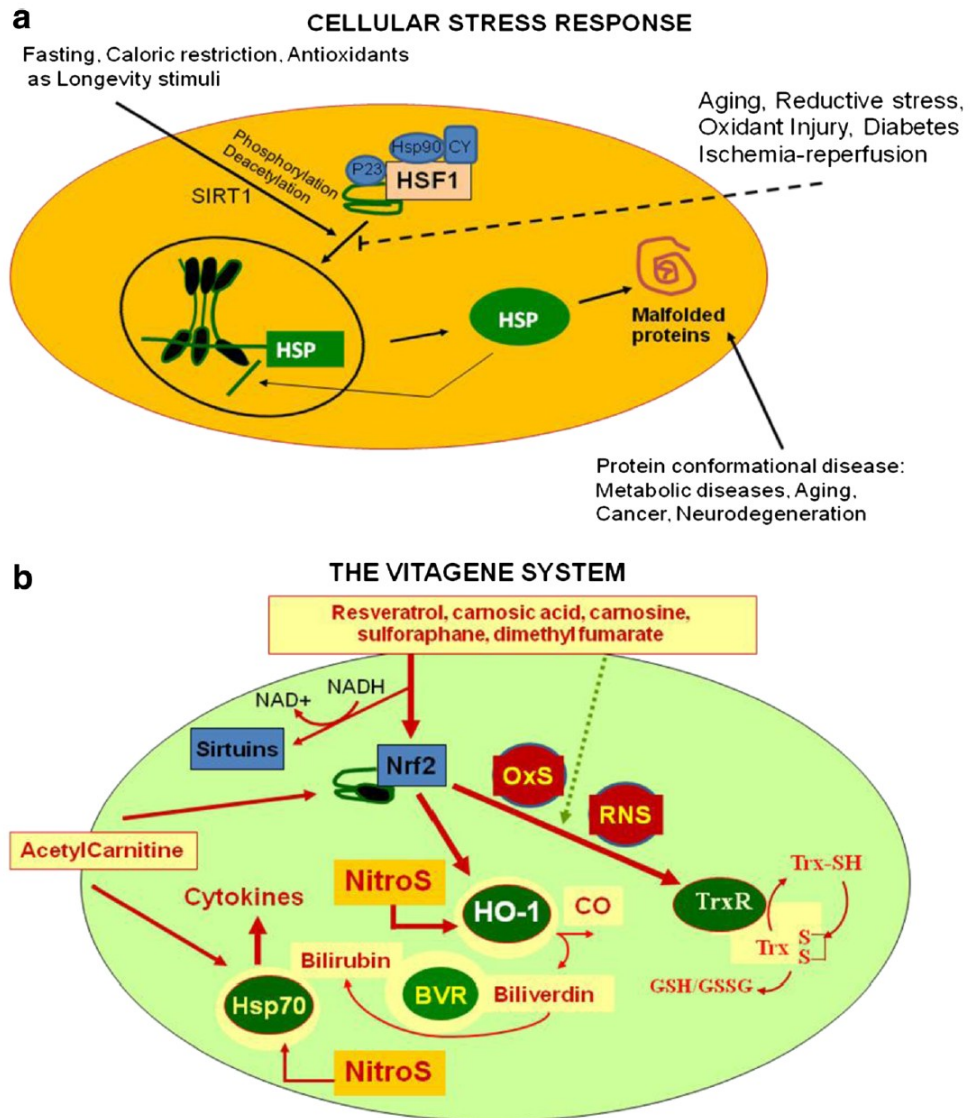 a
CELLULAR STRESS RESPONSE
Fasting, Caloric restriction, Antioxidants
as Longevity stimuli
Aging, Reductive stress,
Oxidant Injury, Diabetes
Ischemia-reperfusion
Phosphorylation
Deacetylation
SIRT1
P23
Hsp90
CY
HSF1
HSP
HSP
Malfolded
proteins
Protein conformational disease:
Metabolic diseases, Aging,
Cancer, Neurodegeneration
b
THE VITAGENE SYSTEM
Resveratrol, carnosic acid, carnosine,
sulforaphane, dimethyl fumarate
NAD+
NADH
Sirtuins
Nrf2
OxS
RNS
AcetylCarnitine
Cytokines
NitroS
HO-1
CO
TrxR
Trx-SH
Trx
S
S
GSH/GSSG
Bilirubin
BVR
Biliverdin
Hsp70
NitroS